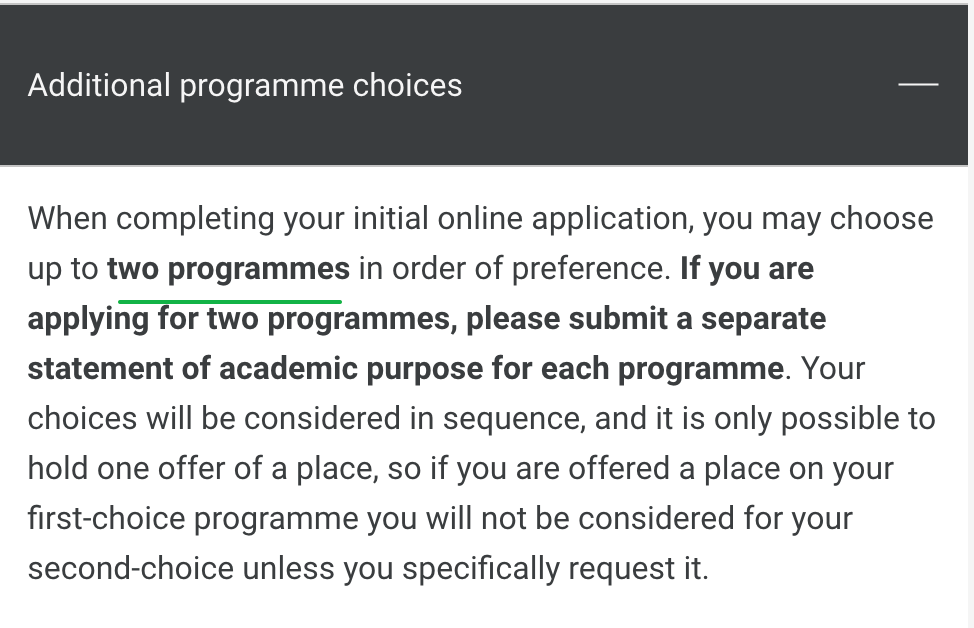 Additional programme choices
When completing your initial online application, you may choose
up to two programmes in order of preference. If you are
applying for two programmes, please submit a separate
statement of academic purpose for each programme. Your
choices will be considered in sequence, and it is only possible to
hold one offer of a place, so if you are offered a place on your
first-choice programme you will not be considered for your
second-choice unless you specifically request it.